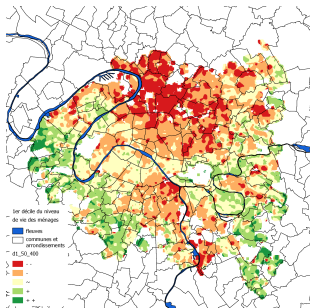 1er décile du niveau
de vie des ménages
fleuves
communes et
arrondissements
d1_50_400
- -
-
~
+
+ +